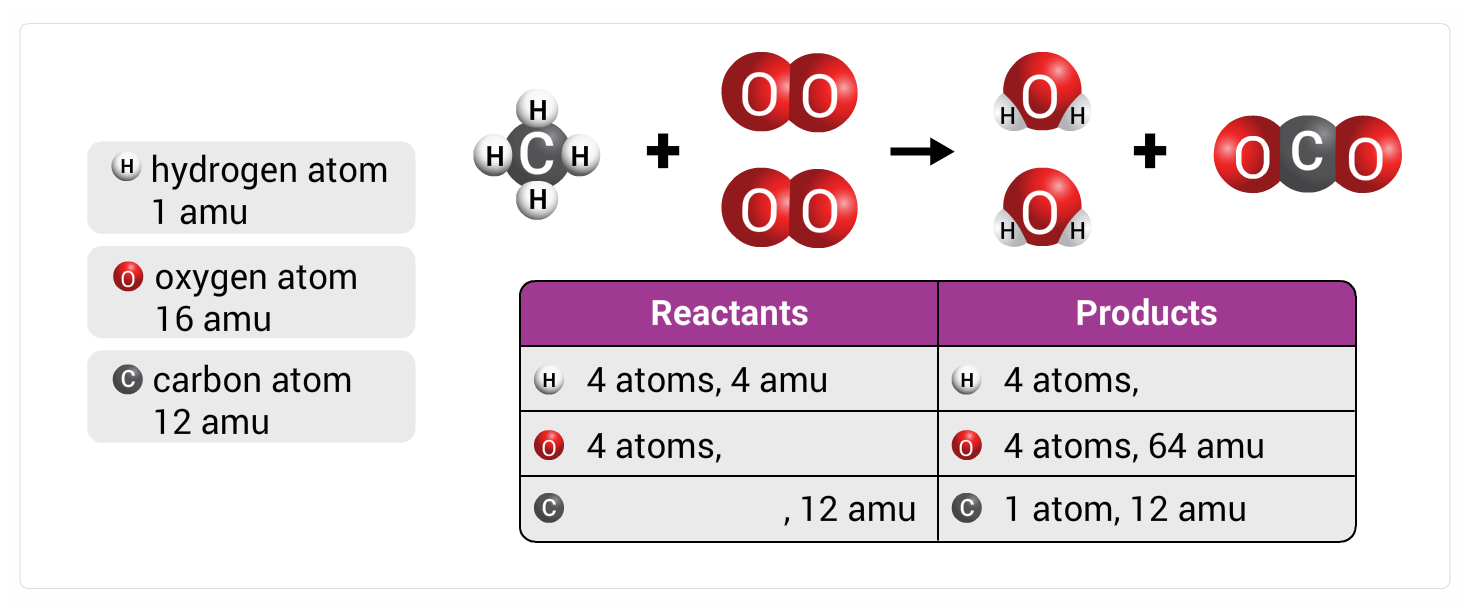 H hydrogen atom
1 amu
O oxygen atom
16 amu
C carbon atom
12 amu
H
H C H
H
+
O O
O O
→
O
H H
O
H H
+
O C O
Reactants Products
H 4 atoms, 4 amu H 4 atoms,
O 4 atoms, O 4 atoms, 64 amu
C , 12 amu C 1 atom, 12 amu